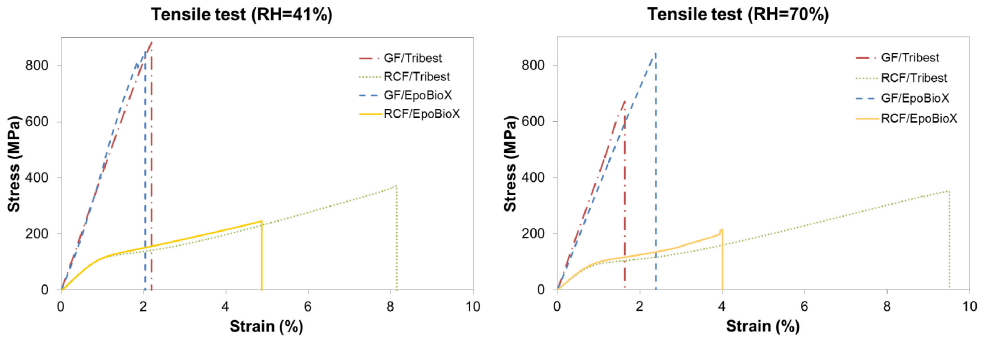 Tensile test (RH=41%)
800
600
400
200
0
Stress (MPa)
GF/Tribest
RCF/Tribest
GF/EpoBioX
RCF/EpoBioX
0 2 4 6 8 10
Strain (%)
Tensile test (RH=70%)
800
600
400
200
0
Stress (MPa)
GF/Tribest
RCF/Tribest
GF/EpoBioX
RCF/EpoBioX
0 2 4 6 8 10
Strain (%)